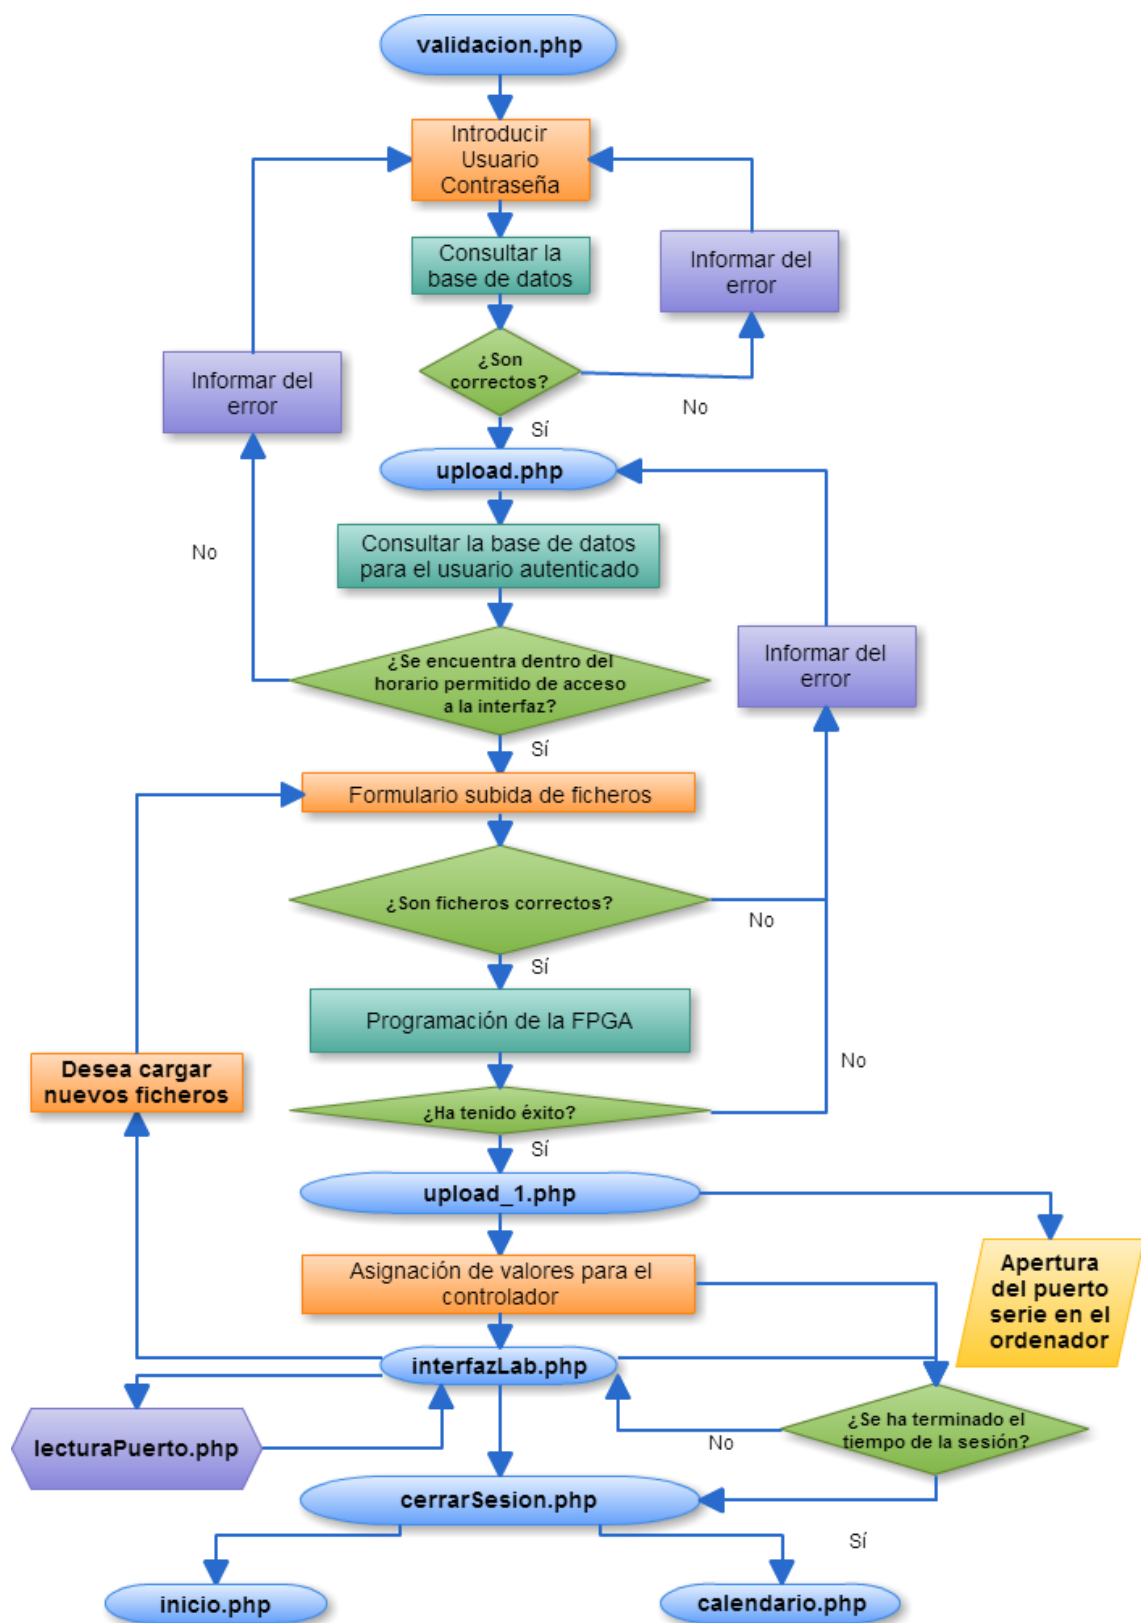 validacion.php
Introducir
Usuario
Contraseña
Consultar la
base de datos
Informar del
error
¿Son
correctos?
Informar del
error
No
Sí
upload.php
No
Consultar la base de datos
para el usuario autenticado
¿Se encuentra dentro del
horario permitido de acceso
a la interfaz?
Informar del
error
Sí
Formulario subida de ficheros
¿Son ficheros correctos?
No
Sí
Programación de la FPGA
No
Desea cargar
nuevos ficheros
¿Ha tenido éxito?
Sí
upload_1.php
Asignación de valores para el
controlador
Apertura
del puerto
serie en el
ordenador
interfazLab.php
¿Se ha terminado el
tiempo de la sesión?
No
lecturaPuerto.php
cerrarSesion.php
Sí
inicio.php
calendario.php